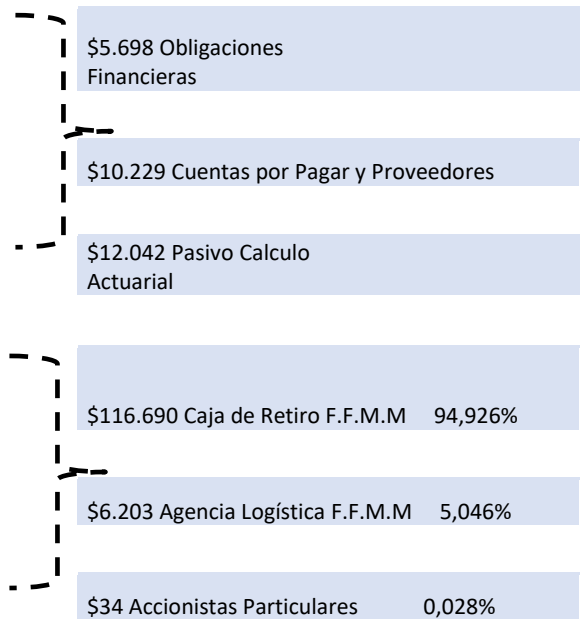 $5.698 Obligaciones
Financieras
$10.229 Cuentas por Pagar y Proveedores
$12.042 Pasivo Calculo
Actuarial
$116.690 Caja de Retiro F.F.M.M 94,926%
$6.203 Agencia Logística F.F.M.M 5,046%
$34 Accionistas Particulares 0,028%